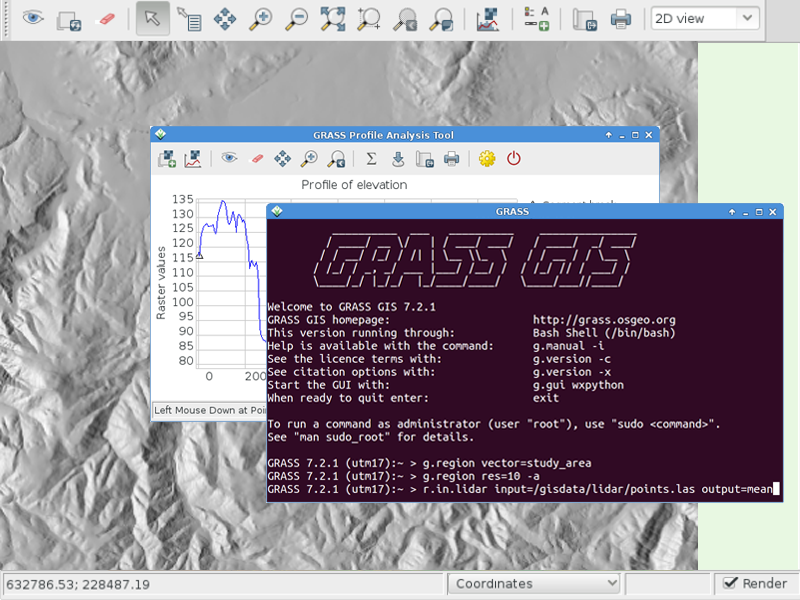 2D view
GRASS Profile Analysis Tool
Profile of elevation
Raster values
135
130
125
120
115
110
105
100
95
90
85
80
0
200
Left Mouse Down at Poi
GRASS
GRASS GIS
Welcome to GRASS GIS 7.2.1
GRASS GIS homepage: http://grass.osgeo.org
This version running through: Bash Shell (/bin/bash)
Help is available with the command: g.manual -i
See the licence terms with: g.version -c
See citation options with: g.version -x
Start the GUI with: g.gui wxpython
When ready to quit enter: exit
To run a command as administrator (user "root"), use "sudo <command>".
See "man sudo_root" for details.
GRASS 7.2.1 (utm17):~ > g.region vector=study_area
GRASS 7.2.1 (utm17):~ > g.region res=10 -a
GRASS 7.2.1 (utm17):~ > r.in.lidar input=/gisdata/lidar/points.las output=mean
632786.53; 228487.19
Coordinates
Render